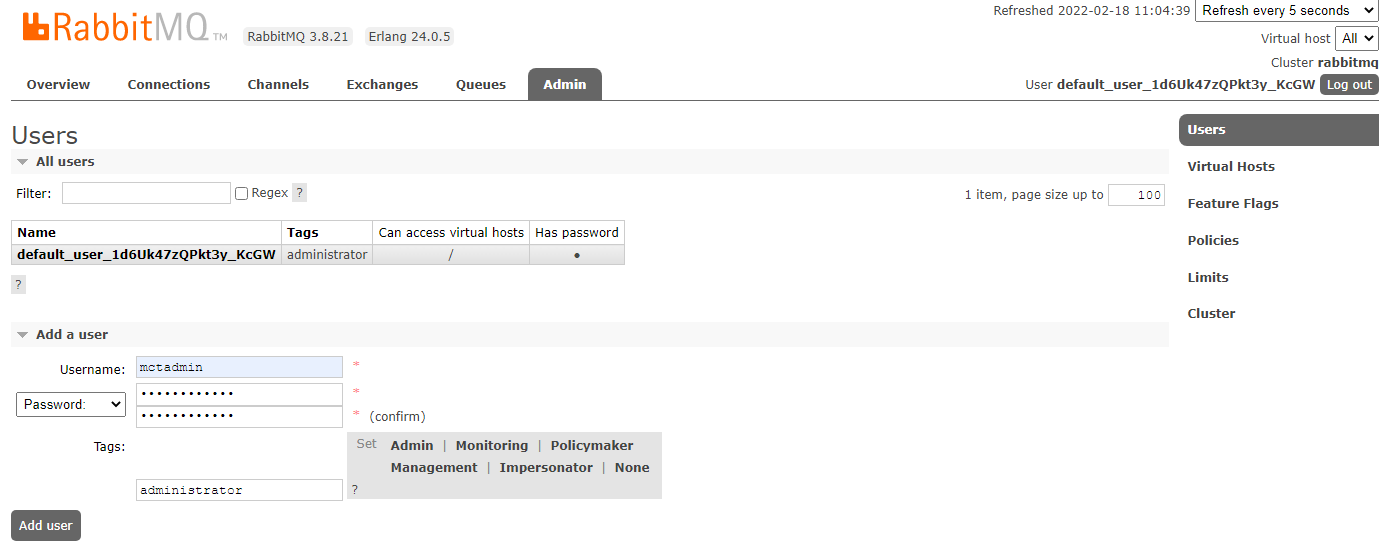 Refreshed 2022-02-18 11:04:39 Refresh every 5 seconds
RabbitMQ TM RabbitMQ 3.8.21 Erlang 24.0.5
Virtual host All
Cluster rabbitmq
Overview Connections Channels Exchanges Queues Admin User default_user_1d6Uk47zQPkt3y_KcGW Log out
Users
All users
Filter: Regex ? 1 item, page size up to 100
Name Tags Can access virtual hosts Has password
default_user_1d6Uk47zQPkt3y_KcGW administrator / ●
?
Add a user
Username: mctadmin *
Password: •••••••••••• *
•••••••••••• * (confirm)
Tags: Set Admin | Monitoring | Policymaker
Management | Impersonator | None
administrator ?
Add user
Users
Virtual Hosts
Feature Flags
Policies
Limits
Cluster